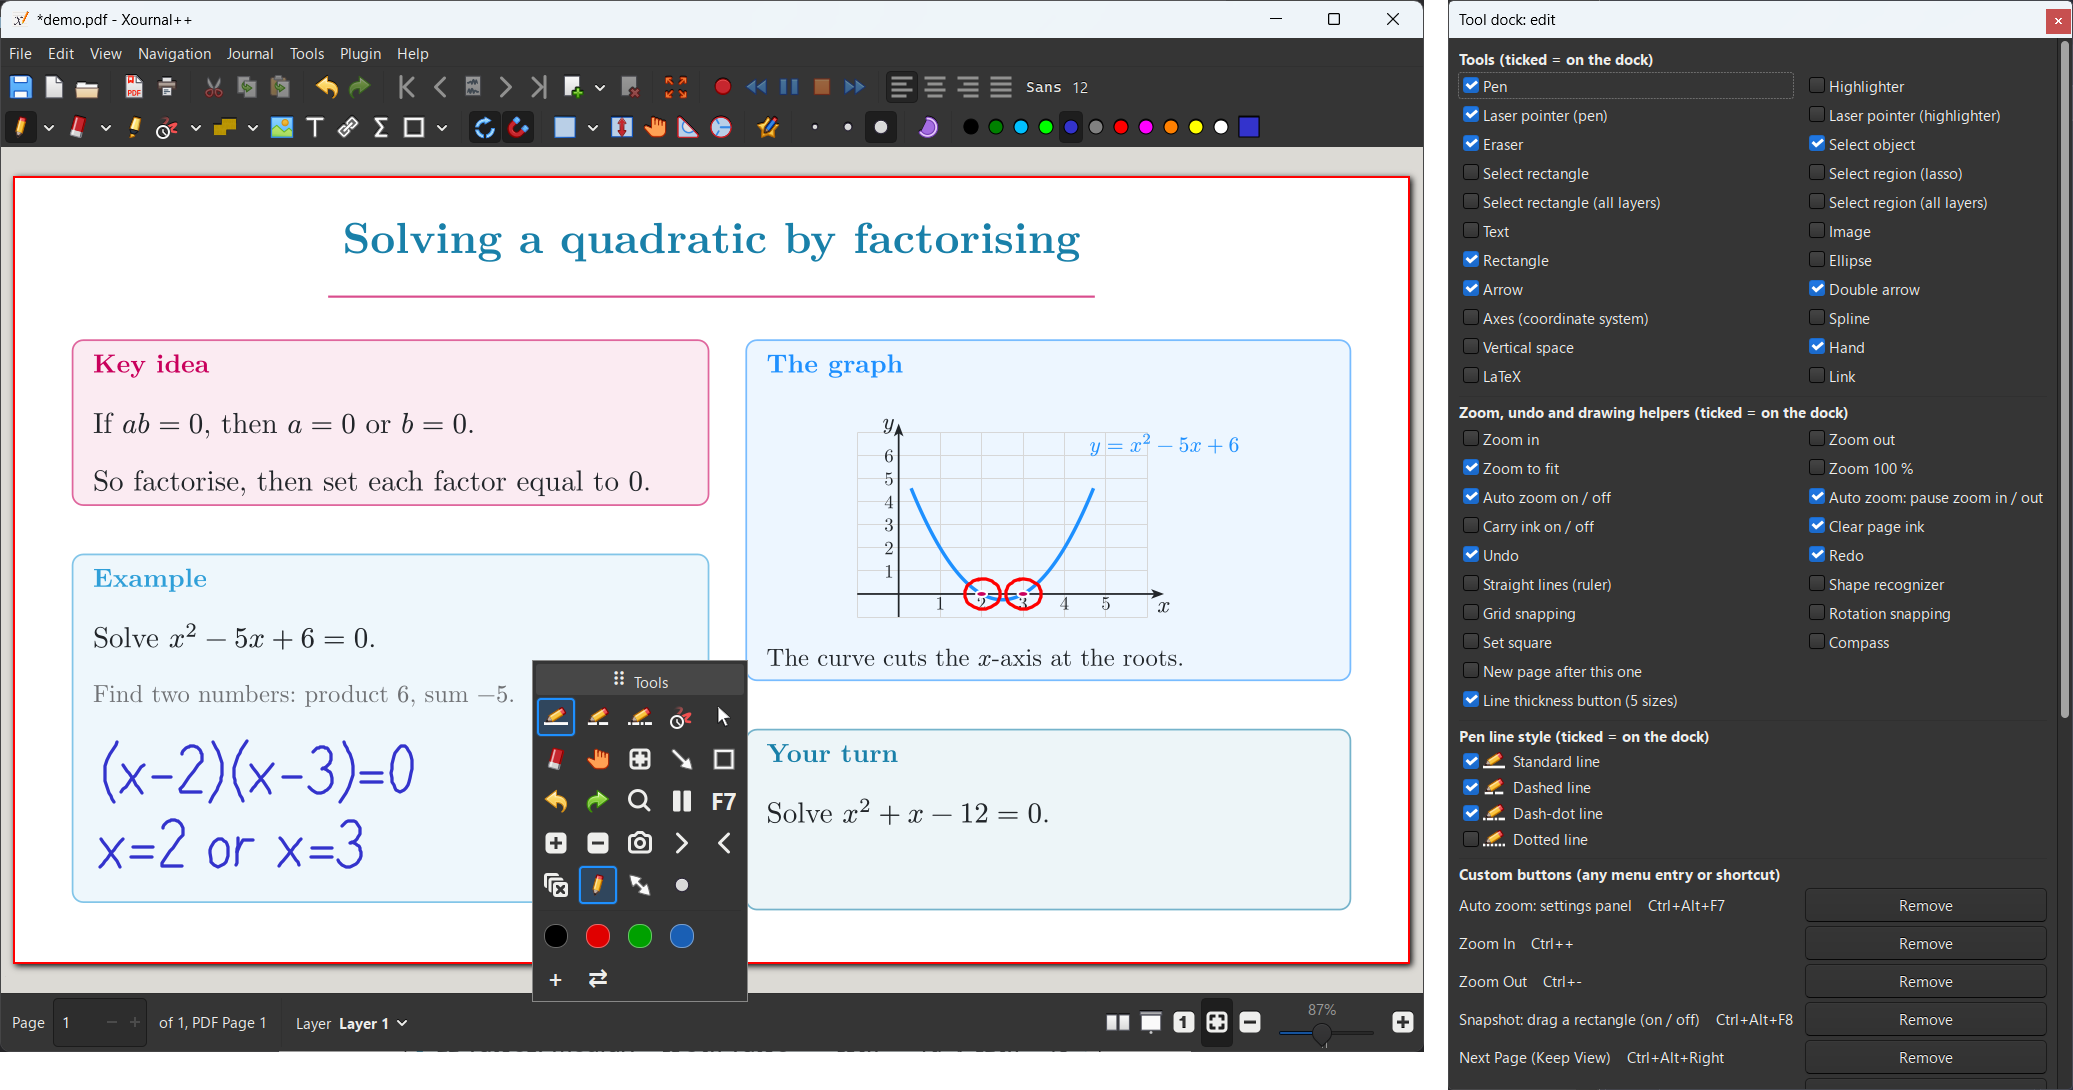 *demo.pdf - Xournal++
File Edit View Navigation Journal Tools Plugin Help
Sans 12
Solving a quadratic by factorising
Key idea
If ab = 0, then a = 0 or b = 0.
So factorise, then set each factor equal to 0.
Example
Solve x² − 5x + 6 = 0.
Find two numbers: product 6, sum −5.
(x-2)(x-3)=0
x=2 or x=3
The graph
y
y = x² − 5x + 6
6
5
4
3
2
1
1 2 3 4 5 x
The curve cuts the x-axis at the roots.
Your turn
Solve x² + x − 12 = 0.
Tools
F7
Page 1 of 1, PDF Page 1 Layer Layer 1
1
87%
Tool dock: edit
Tools (ticked = on the dock)
Pen Highlighter
Laser pointer (pen) Laser pointer (highlighter)
Eraser Select object
Select rectangle Select region (lasso)
Select rectangle (all layers) Select region (all layers)
Text Image
Rectangle Ellipse
Arrow Double arrow
Axes (coordinate system) Spline
Vertical space Hand
LaTeX Link
Zoom, undo and drawing helpers (ticked = on the dock)
Zoom in Zoom out
Zoom to fit Zoom 100 %
Auto zoom on / off Auto zoom: pause zoom in / out
Carry ink on / off Clear page ink
Undo Redo
Straight lines (ruler) Shape recognizer
Grid snapping Rotation snapping
Set square Compass
New page after this one
Line thickness button (5 sizes)
Pen line style (ticked = on the dock)
Standard line
Dashed line
Dash-dot line
Dotted line
Custom buttons (any menu entry or shortcut)
Auto zoom: settings panel Ctrl+Alt+F7 Remove
Zoom In Ctrl++ Remove
Zoom Out Ctrl+- Remove
Snapshot: drag a rectangle (on / off) Ctrl+Alt+F8 Remove
Next Page (Keep View) Ctrl+Alt+Right Remove